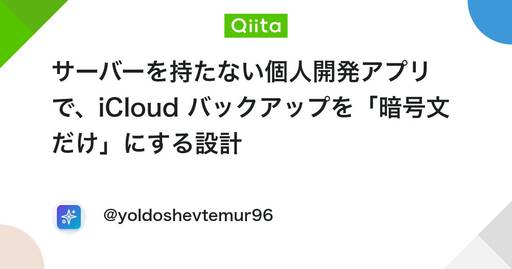 Qiita
サーバーを持たない個人開発アプリ
で、iCloud バックアップを「暗号文
だけ」にする設計
@yoldoshevtemur96